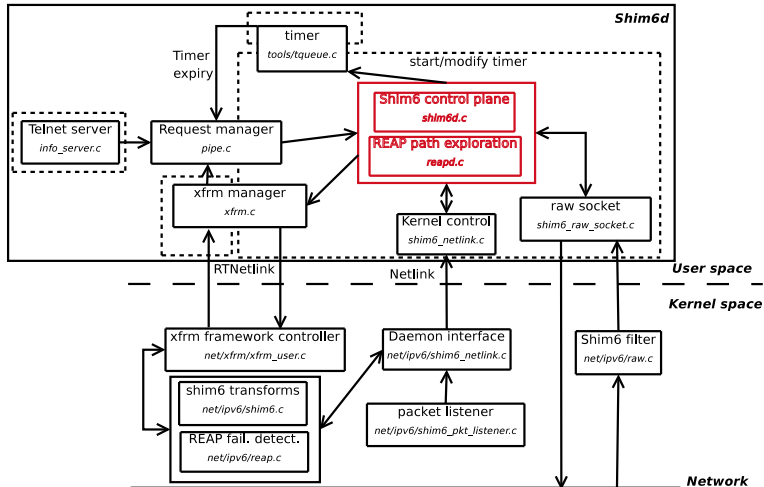 Shim6d
timer
tools/tqueue.c
Timer
expiry
start/modify timer
Shim6 control plane
shim6d.c
Telnet server
info_server.c
Request manager
pipe.c
REAP path exploration
reapd.c
xfrm manager
xfrm.c
Kernel control
shim6_netlink.c
raw socket
shim6_raw_socket.c
RTNetlink
Netlink
User space
Kernel space
xfrm framework controller
net/xfrm/xfrm_user.c
Daemon interface
net/ipv6/shim6_netlink.c
Shim6 filter
net/ipv6/raw.c
shim6 transforms
net/ipv6/shim6.c
packet listener
net/ipv6/shim6_pkt_listener.c
REAP fail. detect.
net/ipv6/reap.c
Network